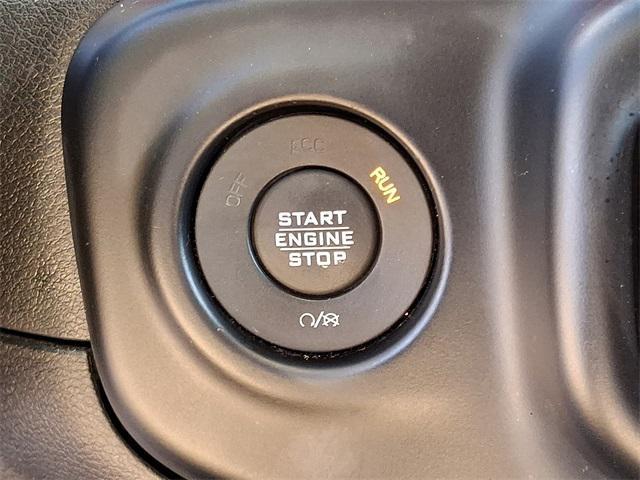 ACC
OFF
RUN
START
ENGINE
STOP